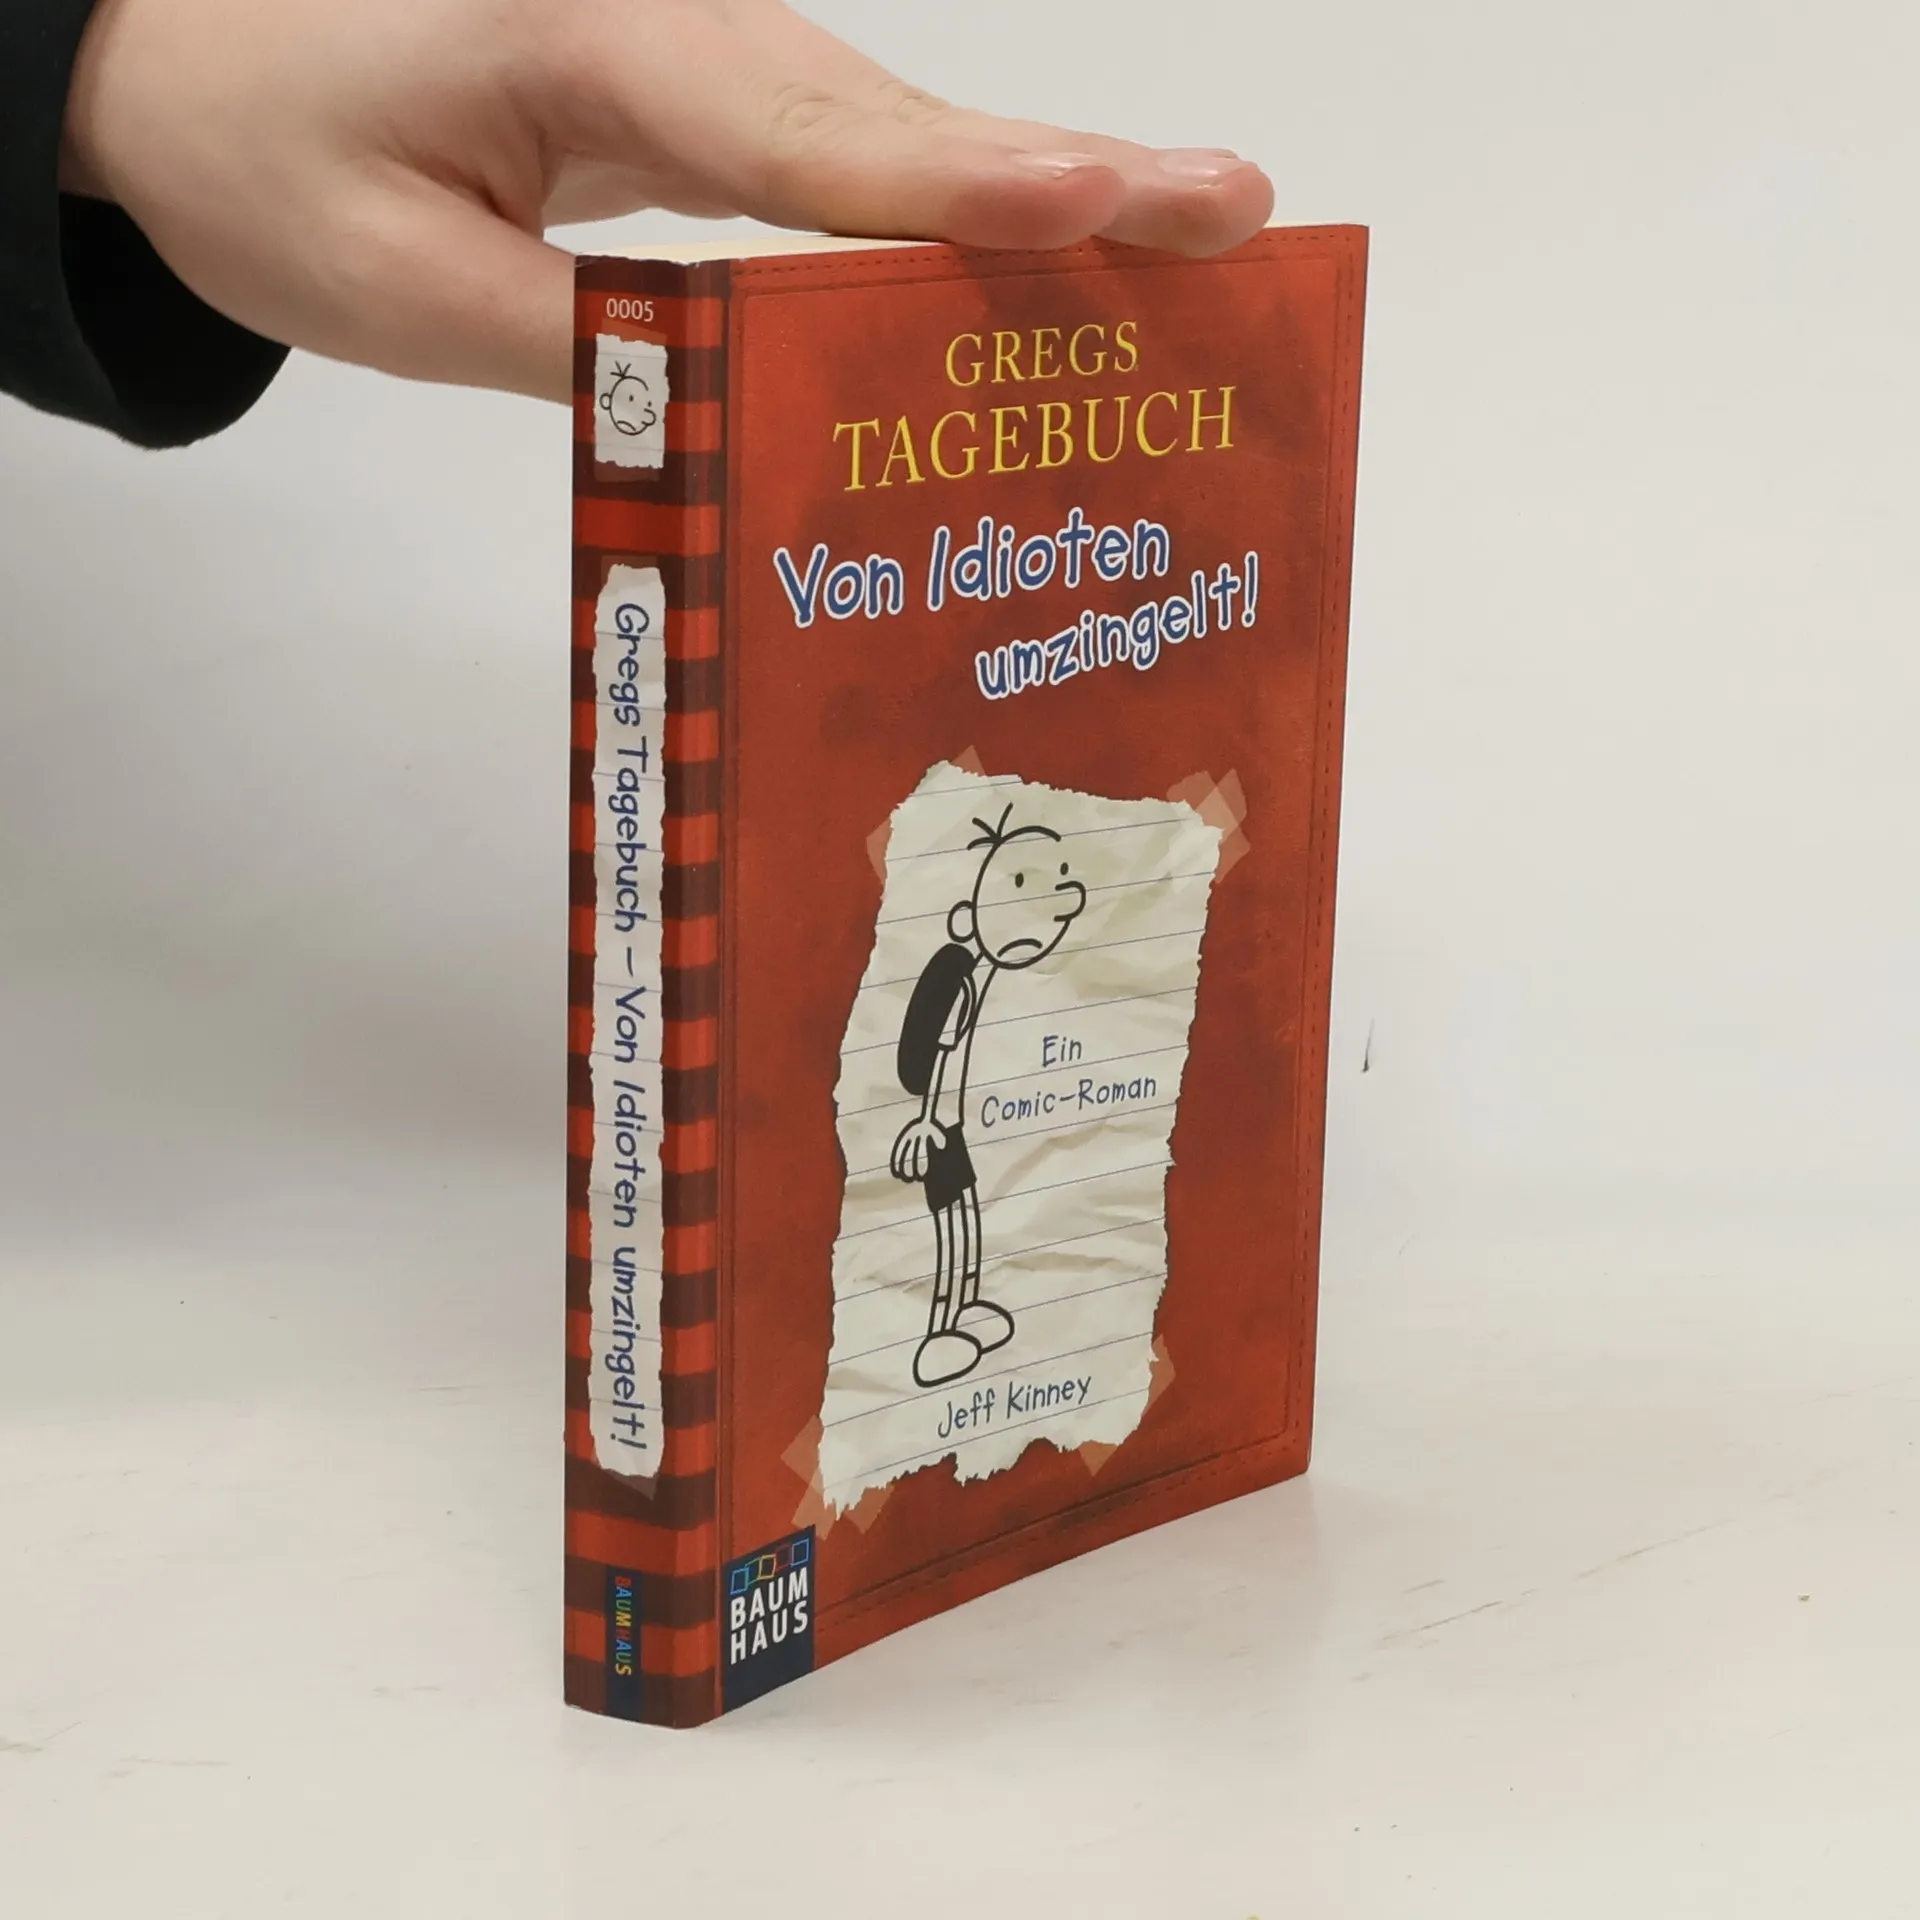 0005
Gregs Tagebuch – Von Idioten umzingelt!
BAUMHAUS
GREGS
TAGEBUCH
Von Idioten
umzingelt!
Ein
Comic-Roman
Jeff Kinney
BAUM
HAUS